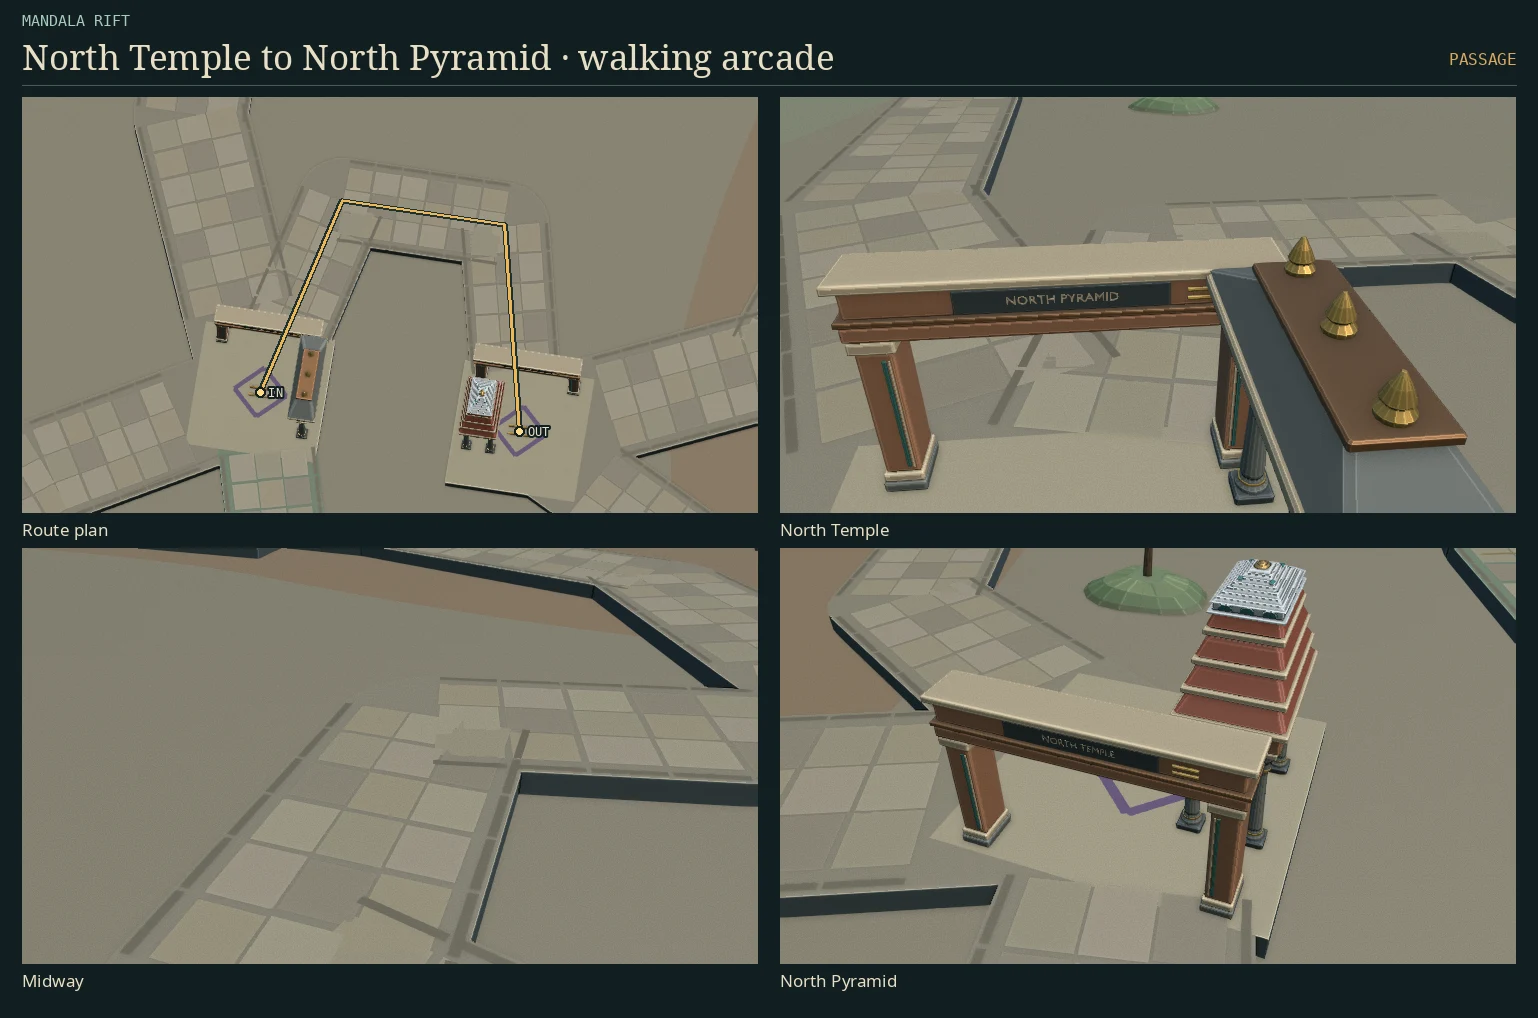 MANDALA RIFT
North Temple to North Pyramid · walking arcade
PASSAGE
IN
OUT
Route plan
NORTH PYRAMID
North Temple
Midway
NORTH TEMPLE
North Pyramid